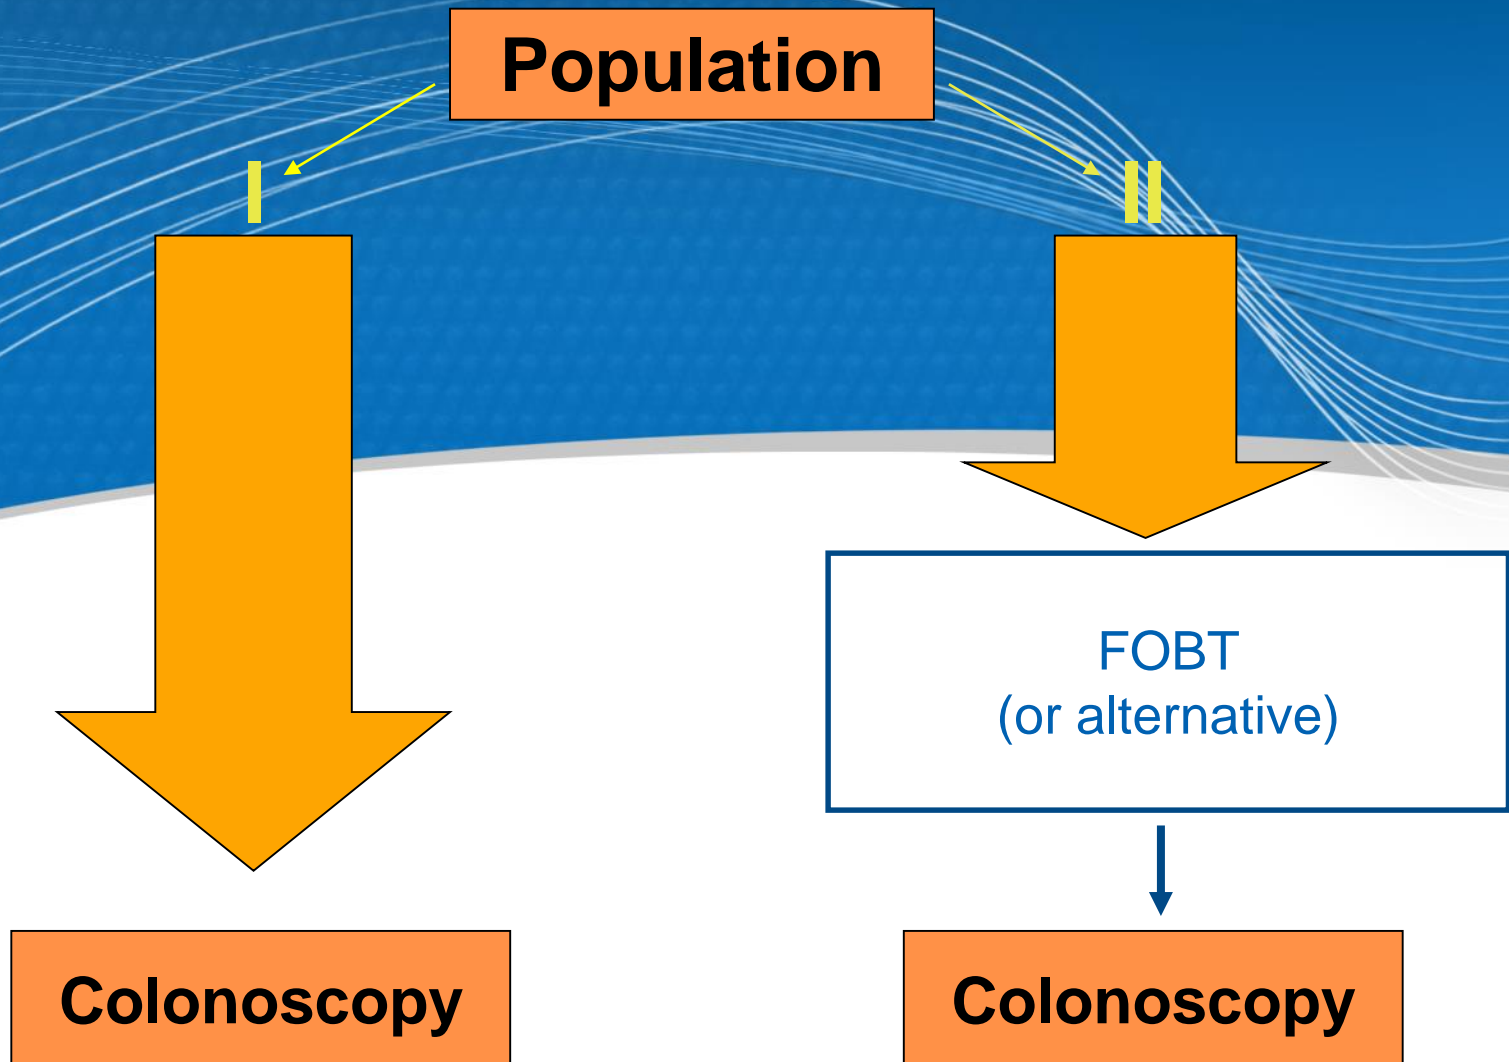 Population
I
II
FOBT
(or alternative)
Colonoscopy
Colonoscopy